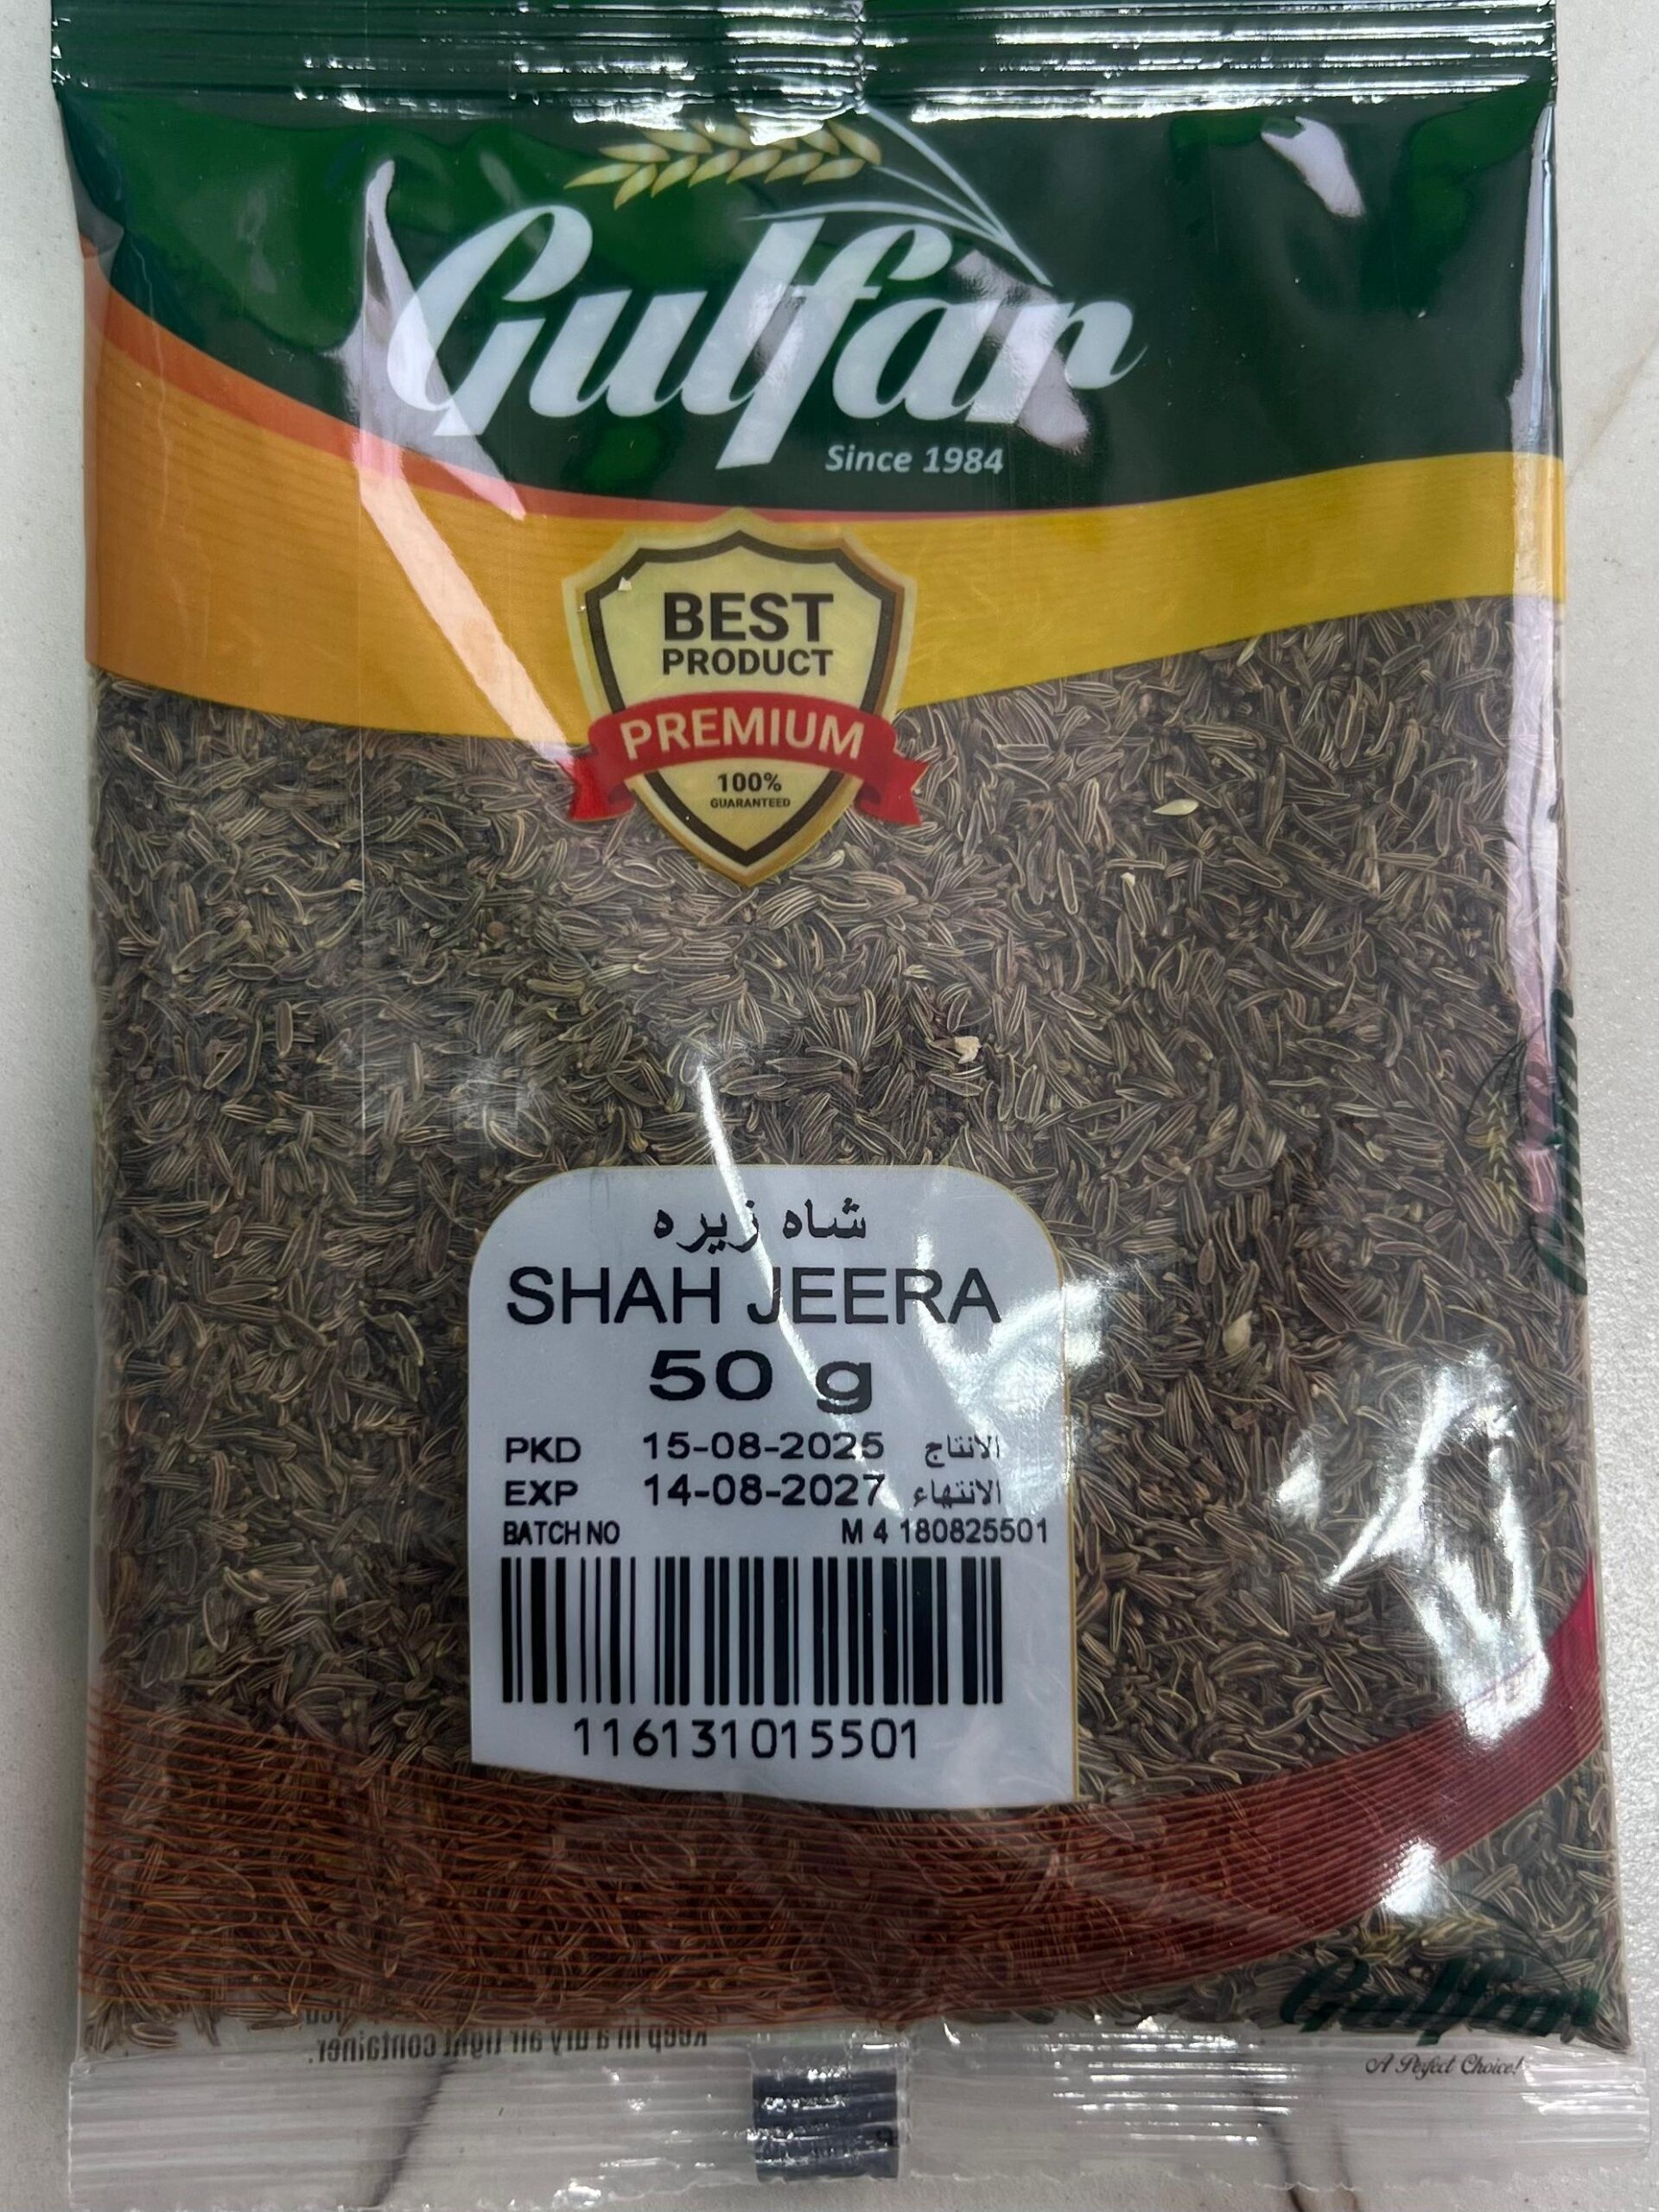 Gulfar
Since 1984
BEST
PRODUCT
PREMIUM
100%
GUARANTEED
شاه زيره
SHAH JEERA
50 g
PKD 15-08-2025 الانتاج
EXP 14-08-2027 الانتهاء
BATCH NO M 4 180825501
116131015501
Keep in a dry air tight container.
Gulfar
A Perfect Choice!